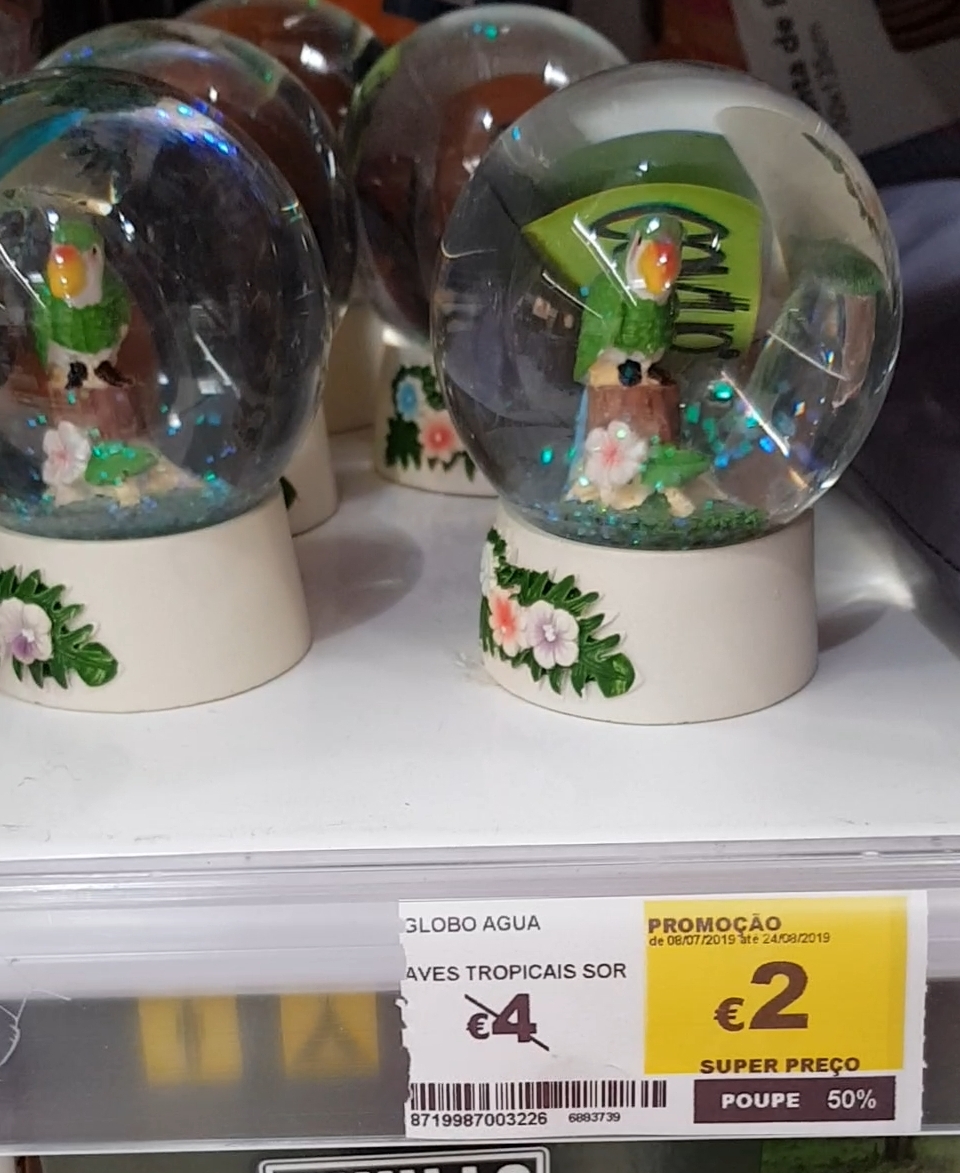 GLOBO AGUA
AVES TROPICAIS SOR
€4
PROMOÇÃO
de 08/07/2019 até 24/08/2019
€2
SUPER PREÇO
POUPE 50%
8719987003226 6883739